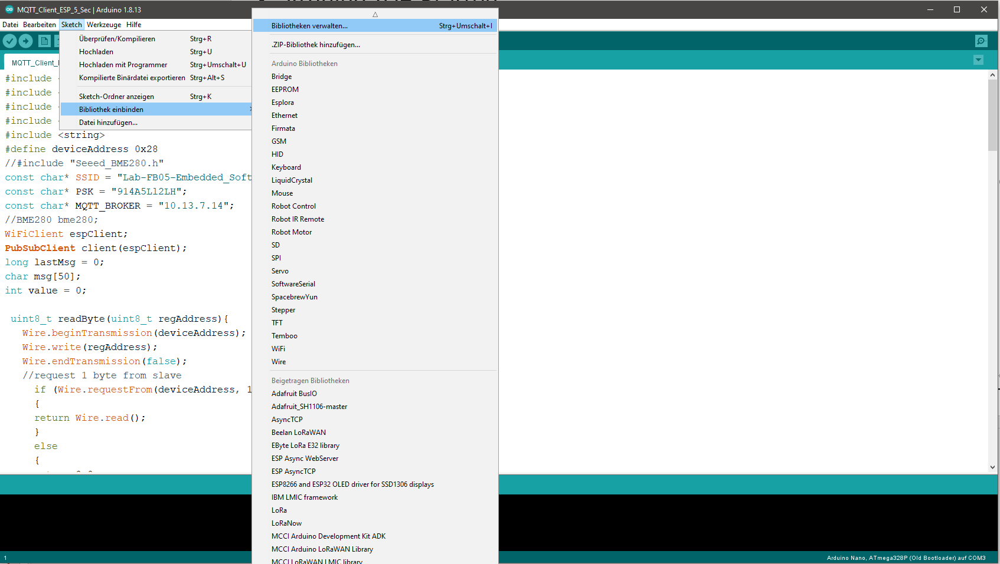 MQTT_Client_ESP_5_Sec | Arduino 1.8.13
Datei Bearbeiten Sketch Werkzeuge Hilfe
Überprüfen/Kompilieren Strg+R
Hochladen Strg+U
Hochladen mit Programmer Strg+Umschalt+U
Kompilierte Binärdatei exportieren Strg+Alt+S
Sketch-Ordner anzeigen Strg+K
Bibliothek einbinden
Datei hinzufügen...
MQTT_Client_
#include
#include
#include
#include
#include <string>
#define deviceAddress 0x28
//#include "Seeed_BME280.h"
const char* SSID = "Lab-FB05-Embedded_Soft
const char* PSK = "914A5Ll2LH";
const char* MQTT_BROKER = "10.13.7.14";
//BME280 bme280;
WiFiClient espClient;
PubSubClient client(espClient);
long lastMsg = 0;
char msg[50];
int value = 0;
uint8_t readByte(uint8_t regAddress){
Wire.beginTransmission(deviceAddress);
Wire.write(regAddress);
Wire.endTransmission(false);
//request 1 byte from slave
if (Wire.requestFrom(deviceAddress, 1
{
return Wire.read();
}
else
{
Bibliotheken verwalten... Strg+Umschalt+I
.ZIP-Bibliothek hinzufügen...
Arduino Bibliotheken
Bridge
EEPROM
Esplora
Ethernet
Firmata
GSM
HID
Keyboard
LiquidCrystal
Mouse
Robot Control
Robot IR Remote
Robot Motor
SD
SPI
Servo
SoftwareSerial
SpacebrewYun
Stepper
TFT
Temboo
WiFi
Wire
Beigetragen Bibliotheken
Adafruit BusIO
Adafruit_SH1106-master
AsyncTCP
Beelan LoRaWAN
EByte LoRa E32 library
ESP Async WebServer
ESP AsyncTCP
ESP8266 and ESP32 OLED driver for SSD1306 displays
IBM LMIC framework
LoRa
LoRaNow
MCCI Arduino Development Kit ADK
MCCI Arduino LoRaWAN Library
MCCI LoRaWAN LMIC library
1
Arduino Nano, ATmega328P (Old Bootloader) auf COM3